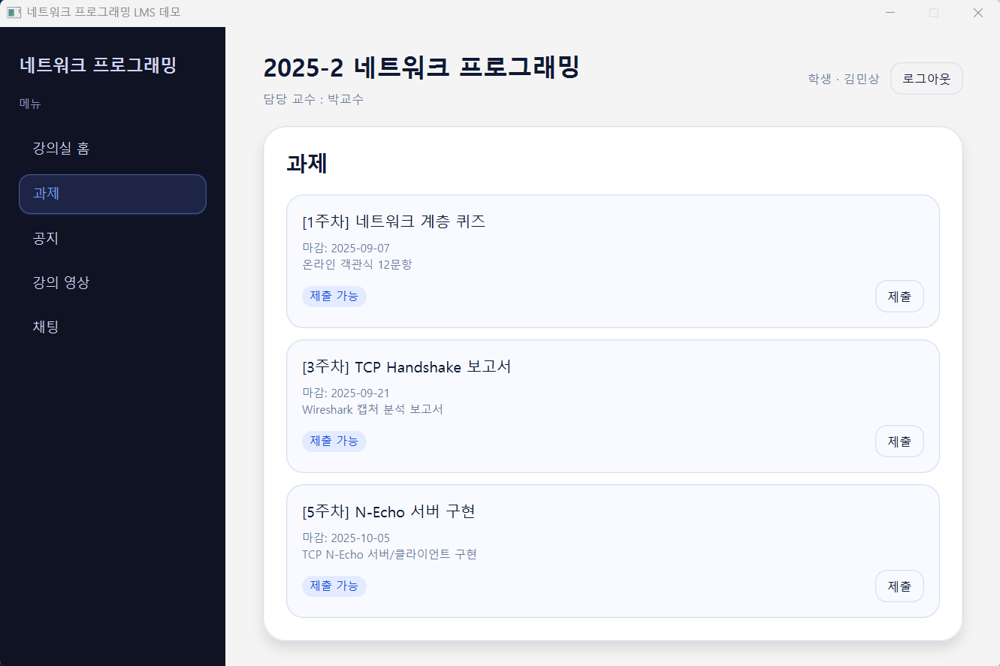 네트워크 프로그래밍 LMS 데모
네트워크 프로그래밍
메뉴
강의실 홈
과제
공지
강의 영상
채팅
2025-2 네트워크 프로그래밍
담당 교수 : 박교수
학생 · 김민상
로그아웃
과제
[1주차] 네트워크 계층 퀴즈
마감: 2025-09-07
온라인 객관식 12문항
제출 가능
제출
[3주차] TCP Handshake 보고서
마감: 2025-09-21
Wireshark 캡처 분석 보고서
제출 가능
제출
[5주차] N-Echo 서버 구현
마감: 2025-10-05
TCP N-Echo 서버/클라이언트 구현
제출 가능
제출